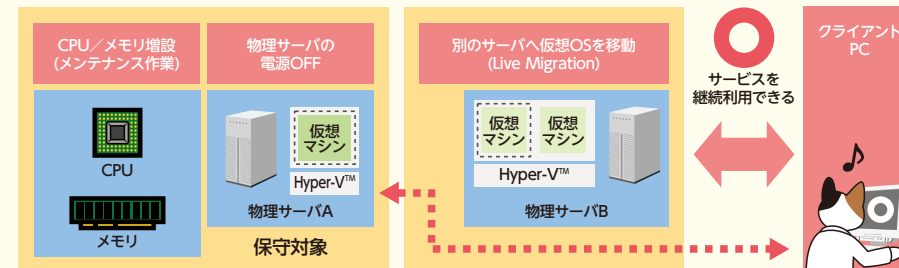 CPU／メモリ増設
(メンテナンス作業)
物理サーバの
電源OFF
CPU
メモリ
仮想
マシン
Hyper-V™
物理サーバA
保守対象
別のサーバへ仮想OSを移動
(Live Migration)
仮想
マシン
仮想
マシン
Hyper-V™
物理サーバB
サービスを
継続利用できる
クライアント
PC